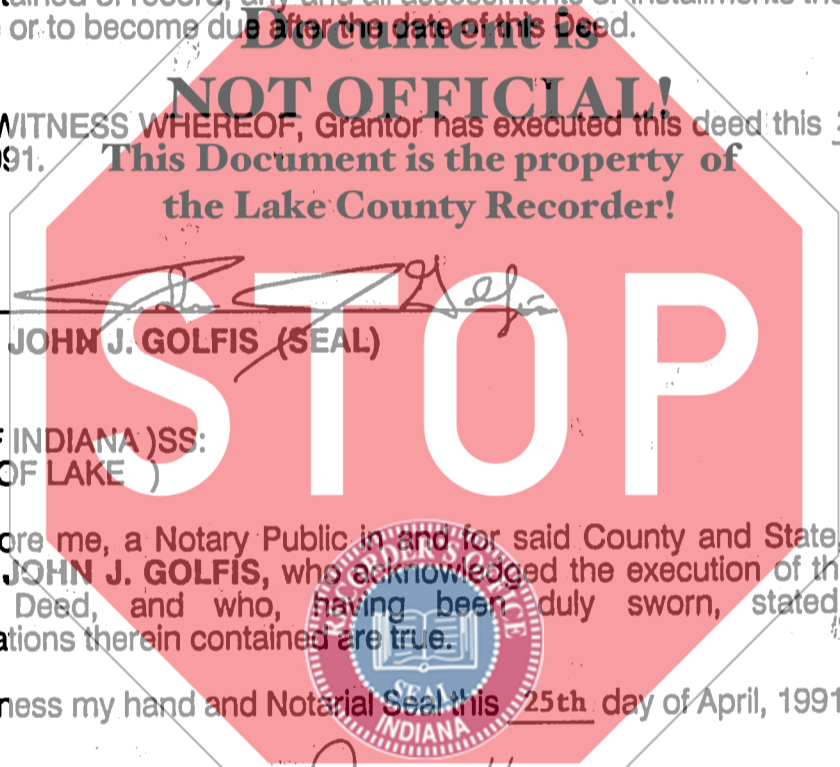 or to become due after the date of this Deed.
Document is
NOT OFFICIAL!
WITNESS WHEREOF, Grantor has executed this deed this
91.
This Document is the property of
the Lake County Recorder!
STOP
JOHN J. GOLFIS (SEAL)
INDIANA )SS:
OF LAKE )
ore me, a Notary Public in and for said County and State,
JOHN J. GOLFIS, who acknowledged the execution of th
Deed, and who, having been duly sworn, stated
ations therein contained are true.
RECORDER'S OFFICE
SEAL
INDIANA
ness my hand and Notarial Seal this 25th day of April, 1991